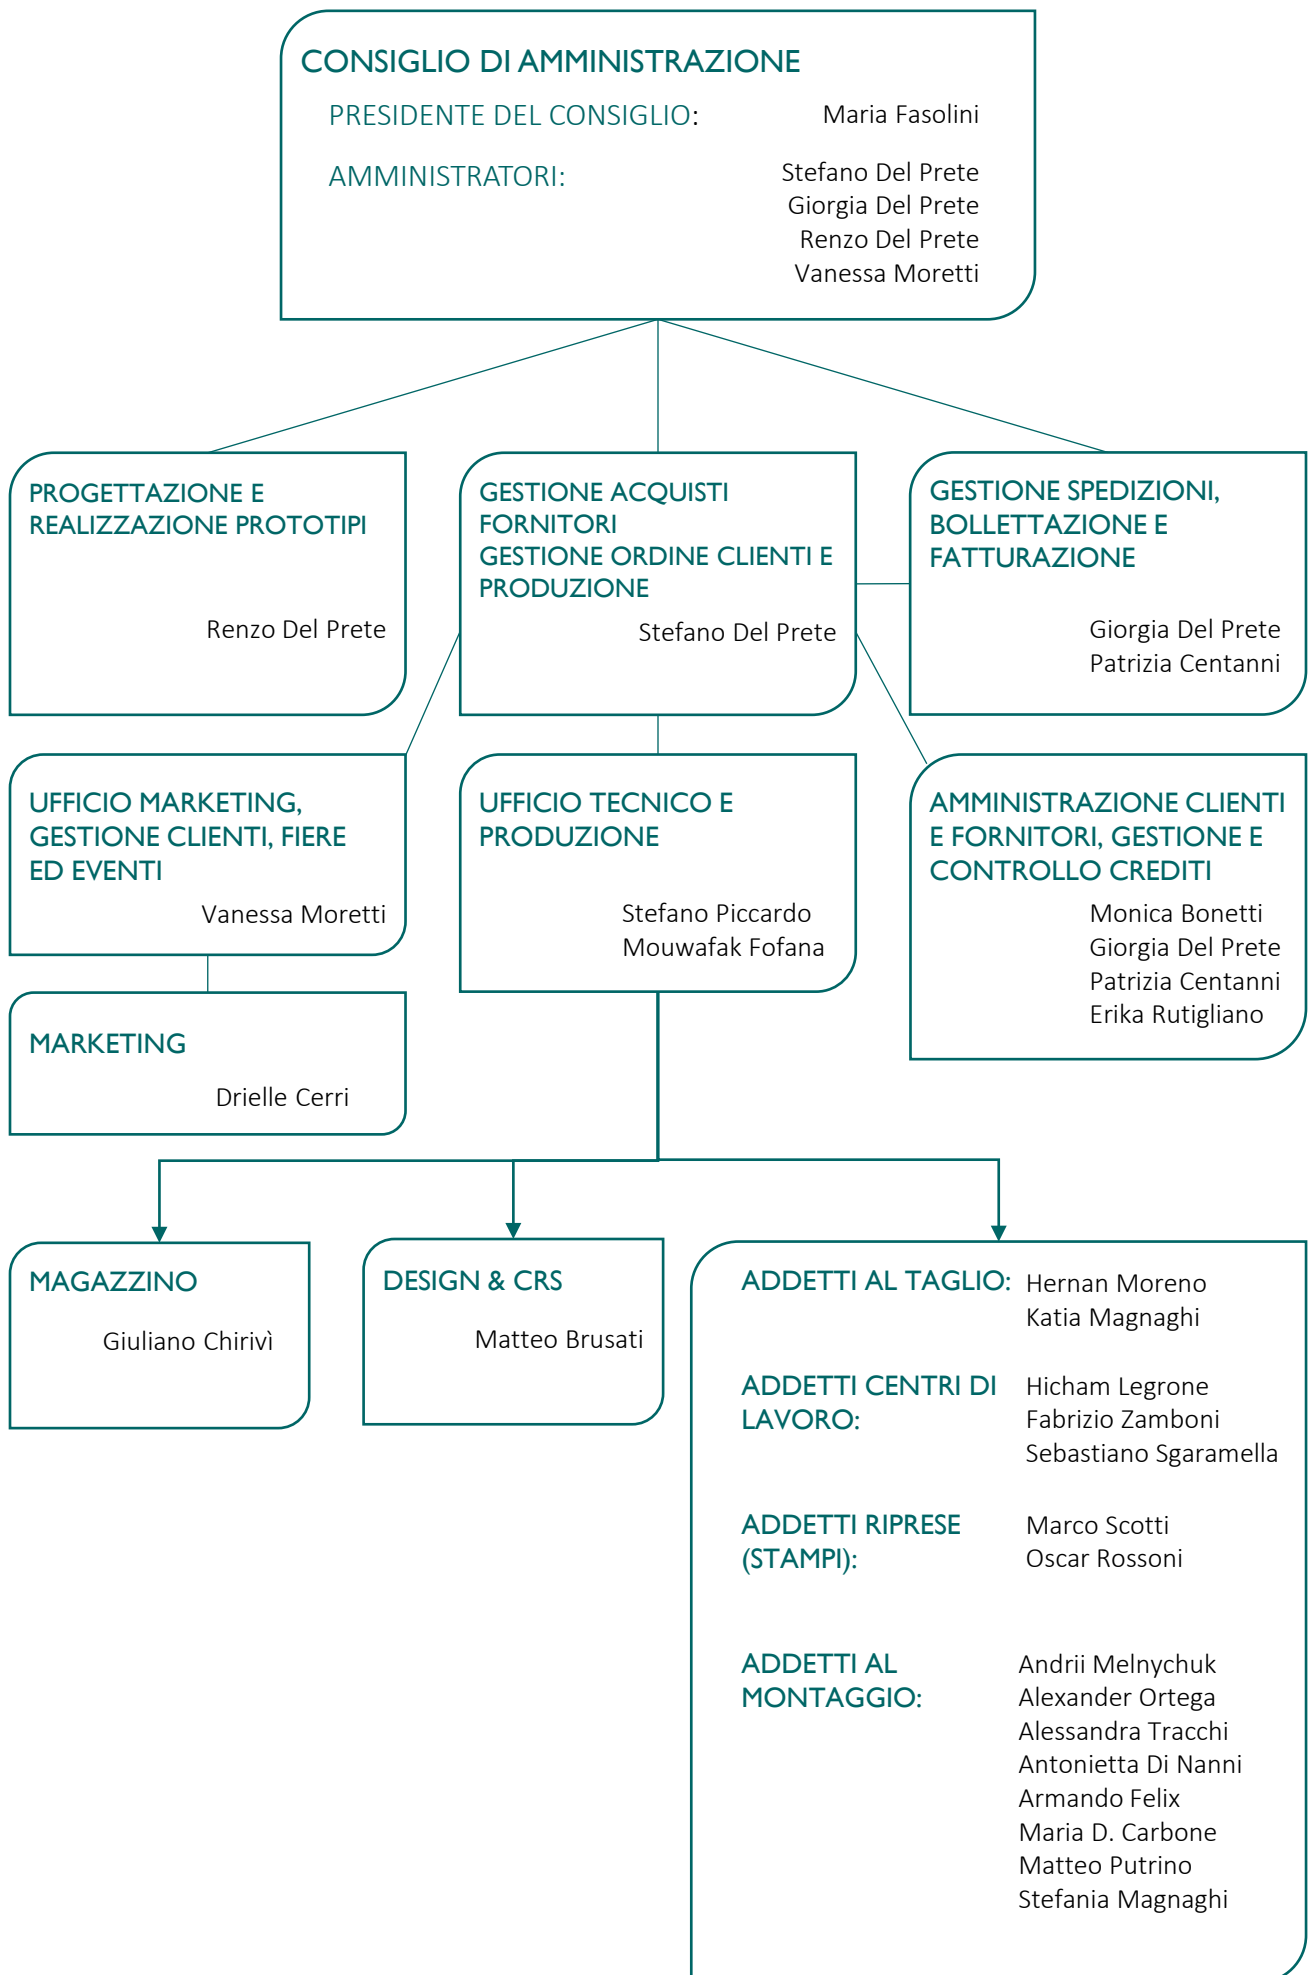 CONSIGLIO DI AMMINISTRAZIONE
PRESIDENTE DEL CONSIGLIO: Maria Fasolini
AMMINISTRATORI: Stefano Del Prete
Giorgia Del Prete
Renzo Del Prete
Vanessa Moretti
PROGETTAZIONE E
REALIZZAZIONE PROTOTIPI
Renzo Del Prete
GESTIONE ACQUISTI
FORNITORI
GESTIONE ORDINE CLIENTI E
PRODUZIONE
Stefano Del Prete
GESTIONE SPEDIZIONI,
BOLLETTAZIONE E
FATTURAZIONE
Giorgia Del Prete
Patrizia Centanni
UFFICIO MARKETING,
GESTIONE CLIENTI, FIERE
ED EVENTI
Vanessa Moretti
UFFICIO TECNICO E
PRODUZIONE
Stefano Piccardo
Mouwafak Fofana
AMMINISTRAZIONE CLIENTI
E FORNITORI, GESTIONE E
CONTROLLO CREDITI
Monica Bonetti
Giorgia Del Prete
Patrizia Centanni
Erika Rutigliano
MARKETING
Drielle Cerri
MAGAZZINO
Giuliano Chirivì
DESIGN & CRS
Matteo Brusati
ADDETTI AL TAGLIO: Hernan Moreno
Katia Magnaghi
ADDETTI CENTRI DI Hicham Legrone
LAVORO: Fabrizio Zamboni
Sebastiano Sgaramella
ADDETTI RIPRESE Marco Scotti
(STAMPI): Oscar Rossoni
ADDETTI AL Andrii Melnychuk
MONTAGGIO: Alexander Ortega
Alessandra Tracchi
Antonietta Di Nanni
Armando Felix
Maria D. Carbone
Matteo Putrino
Stefania Magnaghi